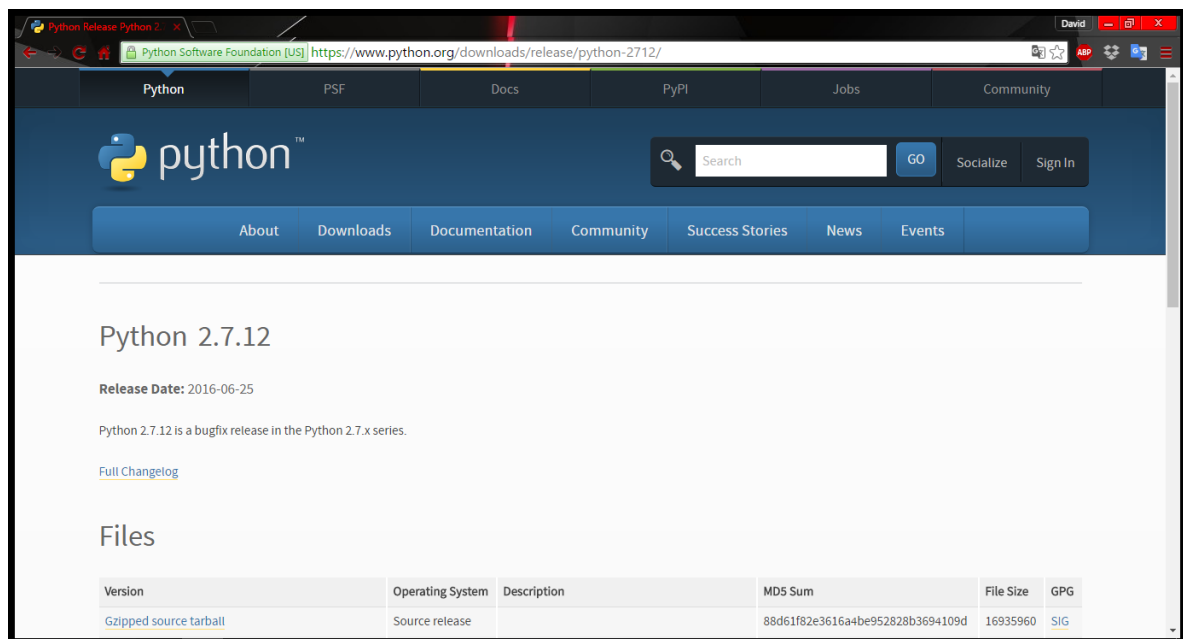 Python Release Python 2.
David
Python Software Foundation [US] https://www.python.org/downloads/release/python-2712/
ABP
Python PSF Docs PyPI Jobs Community
python™
Search GO Socialize Sign In
About Downloads Documentation Community Success Stories News Events
Python 2.7.12
Release Date: 2016-06-25
Python 2.7.12 is a bugfix release in the Python 2.7.x series.
Full Changelog
Files
Version Operating System Description MD5 Sum File Size GPG
Gzipped source tarball Source release 88d61f82e3616a4be952828b3694109d 16935960 SIG